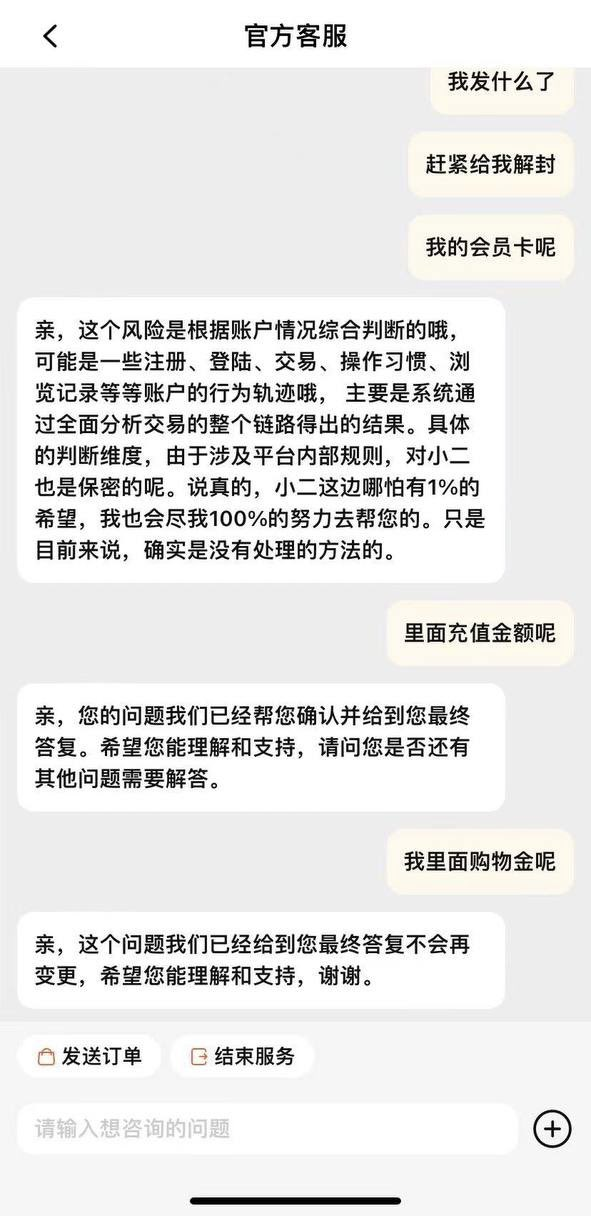 官方客服
我发什么了
赶紧给我解封
我的会员卡呢
亲，这个风险是根据账户情况综合判断的哦，
可能是一些注册、登陆、交易、操作习惯、浏
览记录等等账户的行为轨迹哦， 主要是系统通
过全面分析交易的整个链路得出的结果。具体
的判断维度，由于涉及平台内部规则，对小二
也是保密的呢。说真的，小二这边哪怕有1%的
希望，我也会尽我100%的努力去帮您的。只是
目前来说，确实是没有处理的方法的。
里面充值金额呢
亲，您的问题我们已经帮您确认并给到您最终
答复。希望您能理解和支持，请问您是否还有
其他问题需要解答。
我里面购物金呢
亲，这个问题我们已经给到您最终答复不会再
变更，希望您能理解和支持，谢谢。
发送订单
结束服务
请输入想咨询的问题